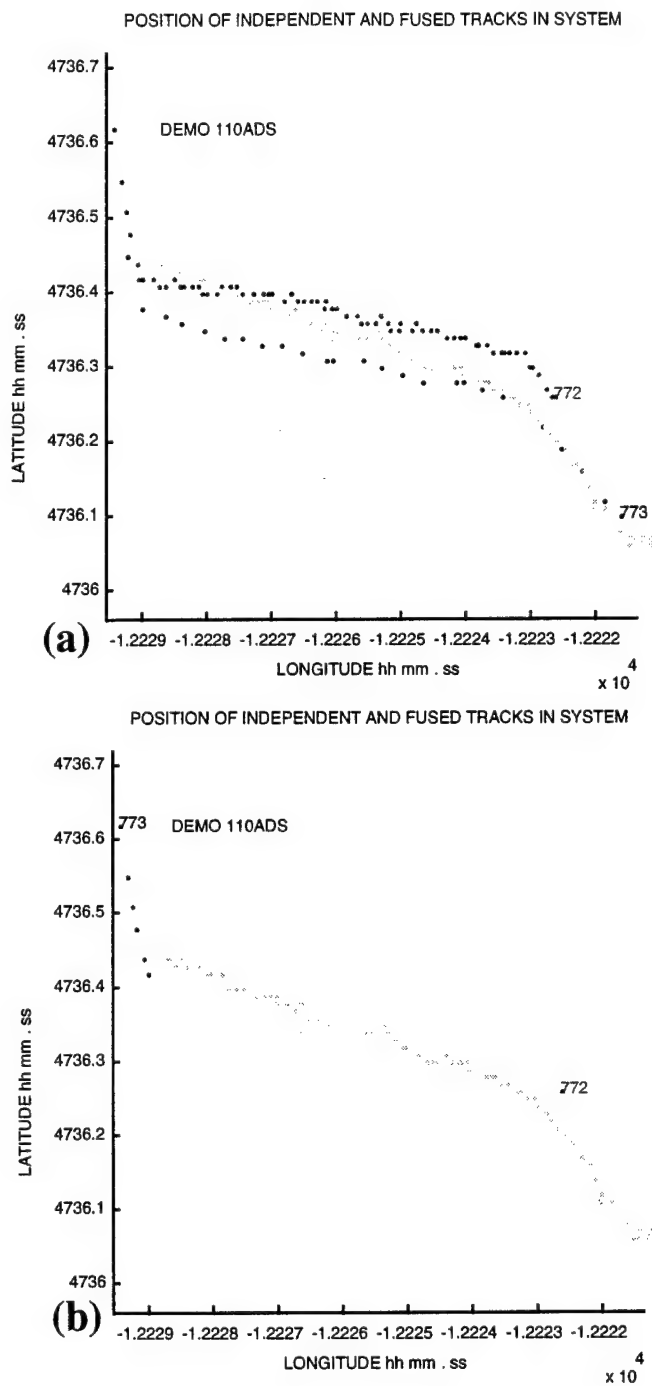 POSITION OF INDEPENDENT AND FUSED TRACKS IN SYSTEM
4736.7
4736.6
DEMO 110ADS
4736.5
4736.4
4736.3
772
4736.2
4736.1
773
4736
LATITUDE hh mm . ss
(a)
-1.2229 -1.2228 -1.2227 -1.2226 -1.2225 -1.2224 -1.2223 -1.2222
LONGITUDE hh mm . ss
x 10 4
POSITION OF INDEPENDENT AND FUSED TRACKS IN SYSTEM
4736.7
4736.6
773
DEMO 110ADS
4736.5
4736.4
4736.3
772
4736.2
4736.1
4736
LATITUDE hh mm . ss
(b)
-1.2229 -1.2228 -1.2227 -1.2226 -1.2225 -1.2224 -1.2223 -1.2222
LONGITUDE hh mm . ss
x 10 4